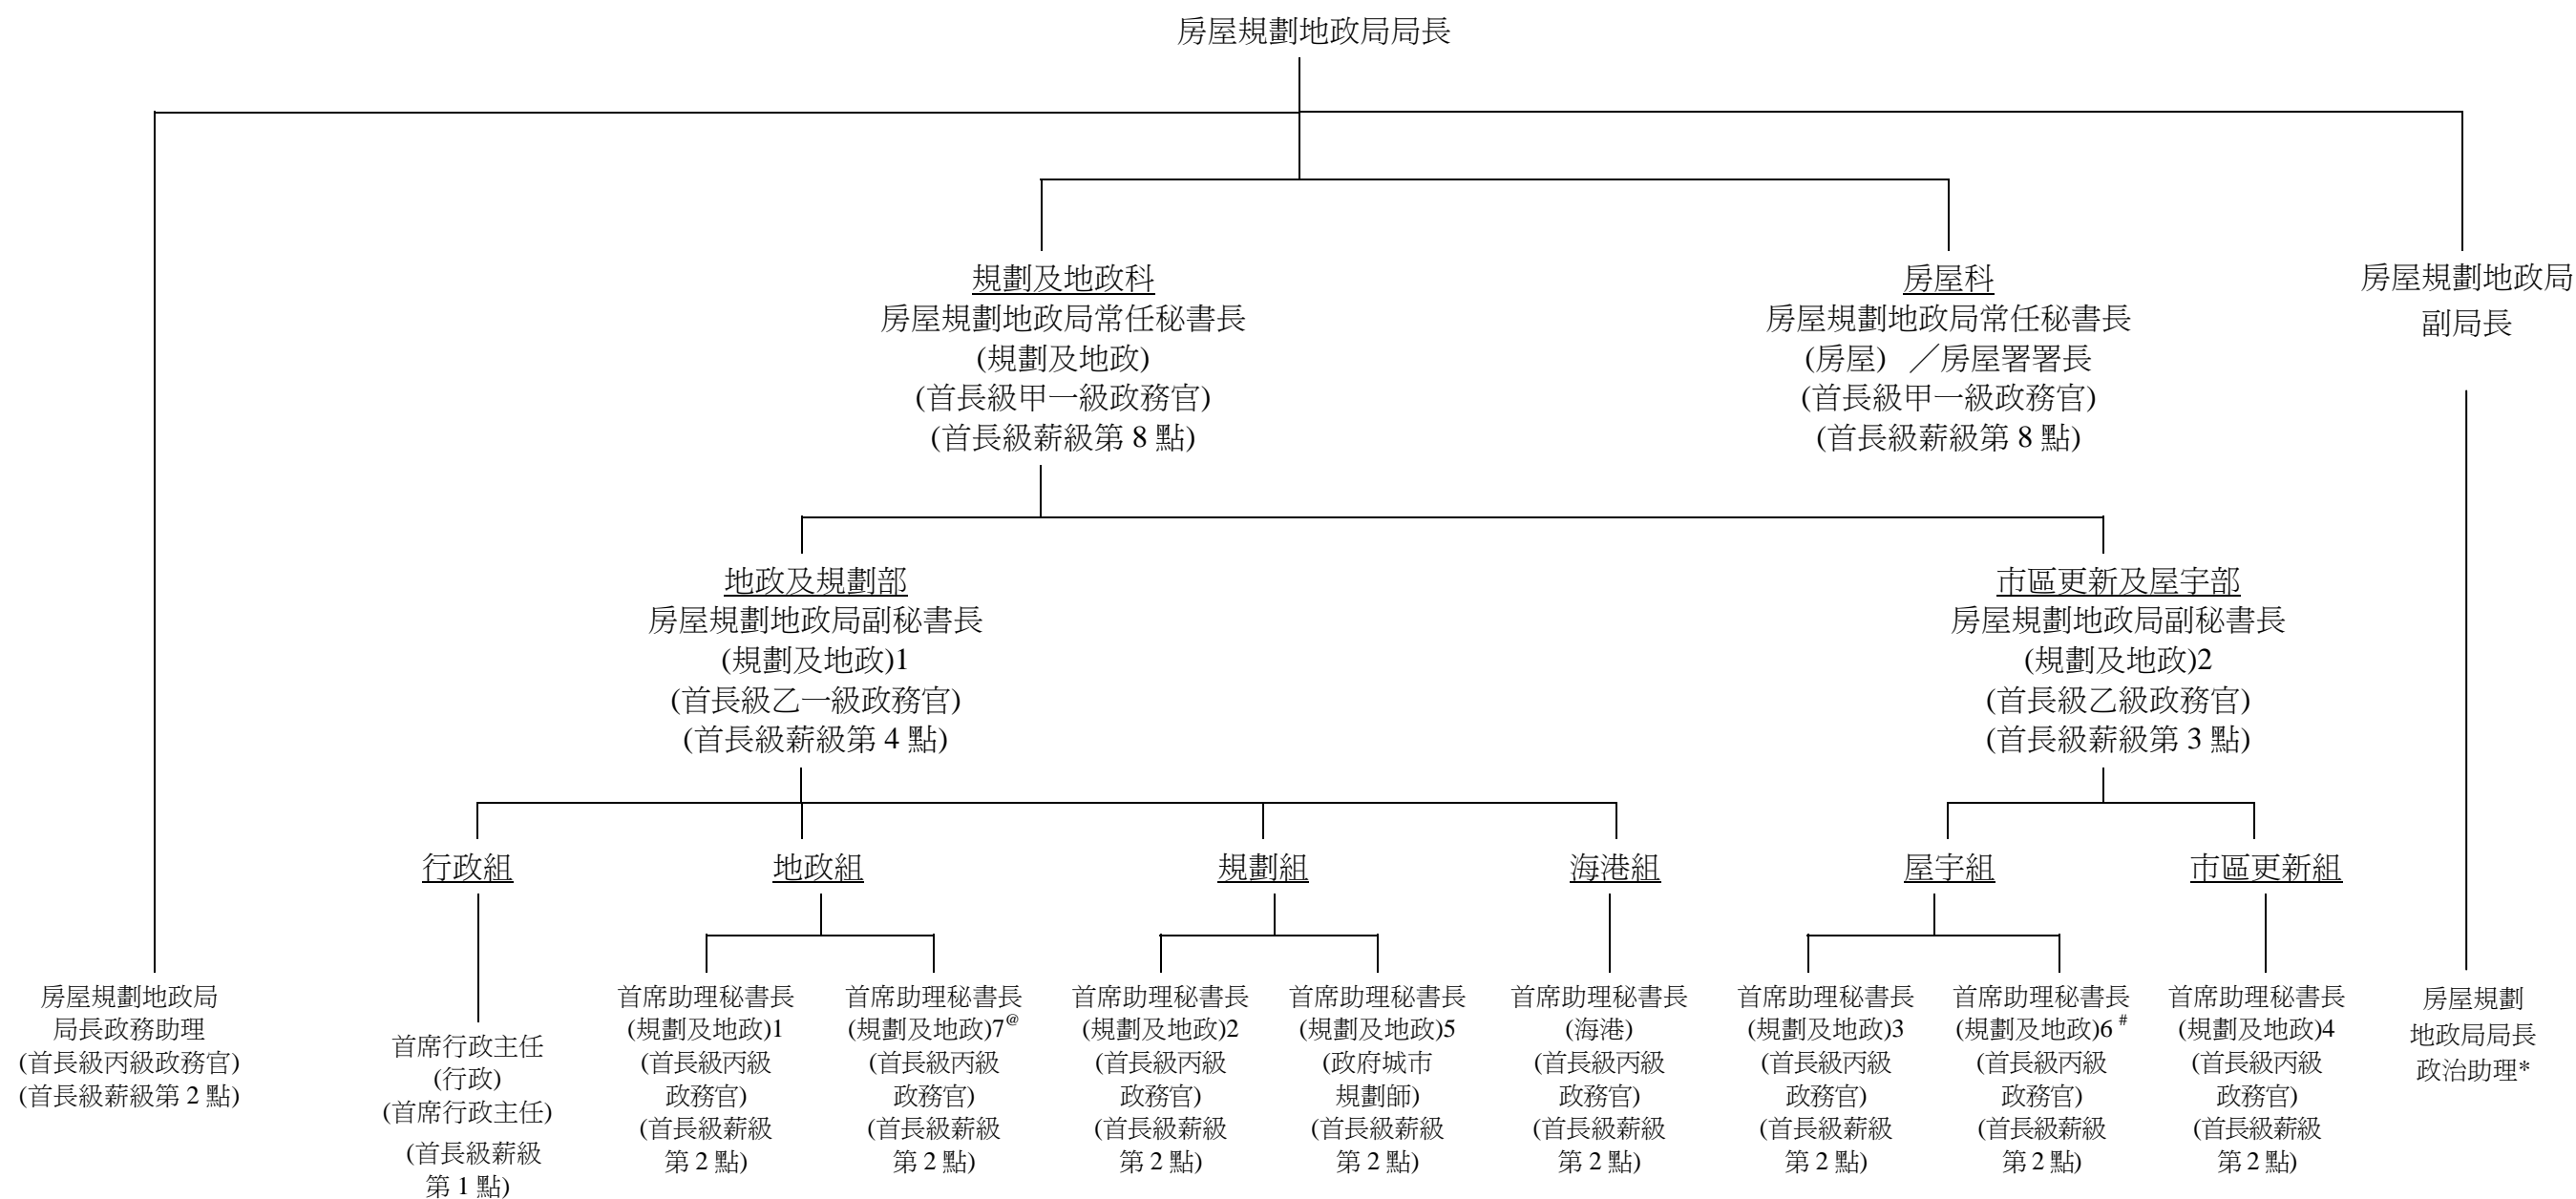 房屋規劃地政局局長
規劃及地政科
房屋規劃地政局常任秘書長
(規劃及地政)
(首長級甲一級政務官)
(首長級薪級第 8 點)
房屋科
房屋規劃地政局常任秘書長
(房屋) ／房屋署署長
(首長級甲一級政務官)
(首長級薪級第 8 點)
房屋規劃地政局
副局長
地政及規劃部
房屋規劃地政局副秘書長
(規劃及地政)1
(首長級乙一級政務官)
(首長級薪級第 4 點)
市區更新及屋宇部
房屋規劃地政局副秘書長
(規劃及地政)2
(首長級乙級政務官)
(首長級薪級第 3 點)
行政組
地政組
規劃組
海港組
屋宇組
市區更新組
房屋規劃地政局
局長政務助理
(首長級丙級政務官)
(首長級薪級第 2 點)
首席行政主任
(行政)
(首席行政主任)
(首長級薪級
第 1 點)
首席助理秘書長
(規劃及地政)1
(首長級丙級
政務官)
(首長級薪級
第 2 點)
首席助理秘書長
(規劃及地政)7@
(首長級丙級
政務官)
(首長級薪級
第 2 點)
首席助理秘書長
(規劃及地政)2
(首長級丙級
政務官)
(首長級薪級
第 2 點)
首席助理秘書長
(規劃及地政)5
(政府城市
規劃師)
(首長級薪級
第 2 點)
首席助理秘書長
(海港)
(首長級丙級
政務官)
(首長級薪級
第 2 點)
首席助理秘書長
(規劃及地政)3
(首長級丙級
政務官)
(首長級薪級
第 2 點)
首席助理秘書長
(規劃及地政)6 #
(首長級丙級
政務官)
(首長級薪級
第 2 點)
首席助理秘書長
(規劃及地政)4
(首長級丙級
政務官)
(首長級薪級
第 2 點)
房屋規劃
地政局局長
政治助理*